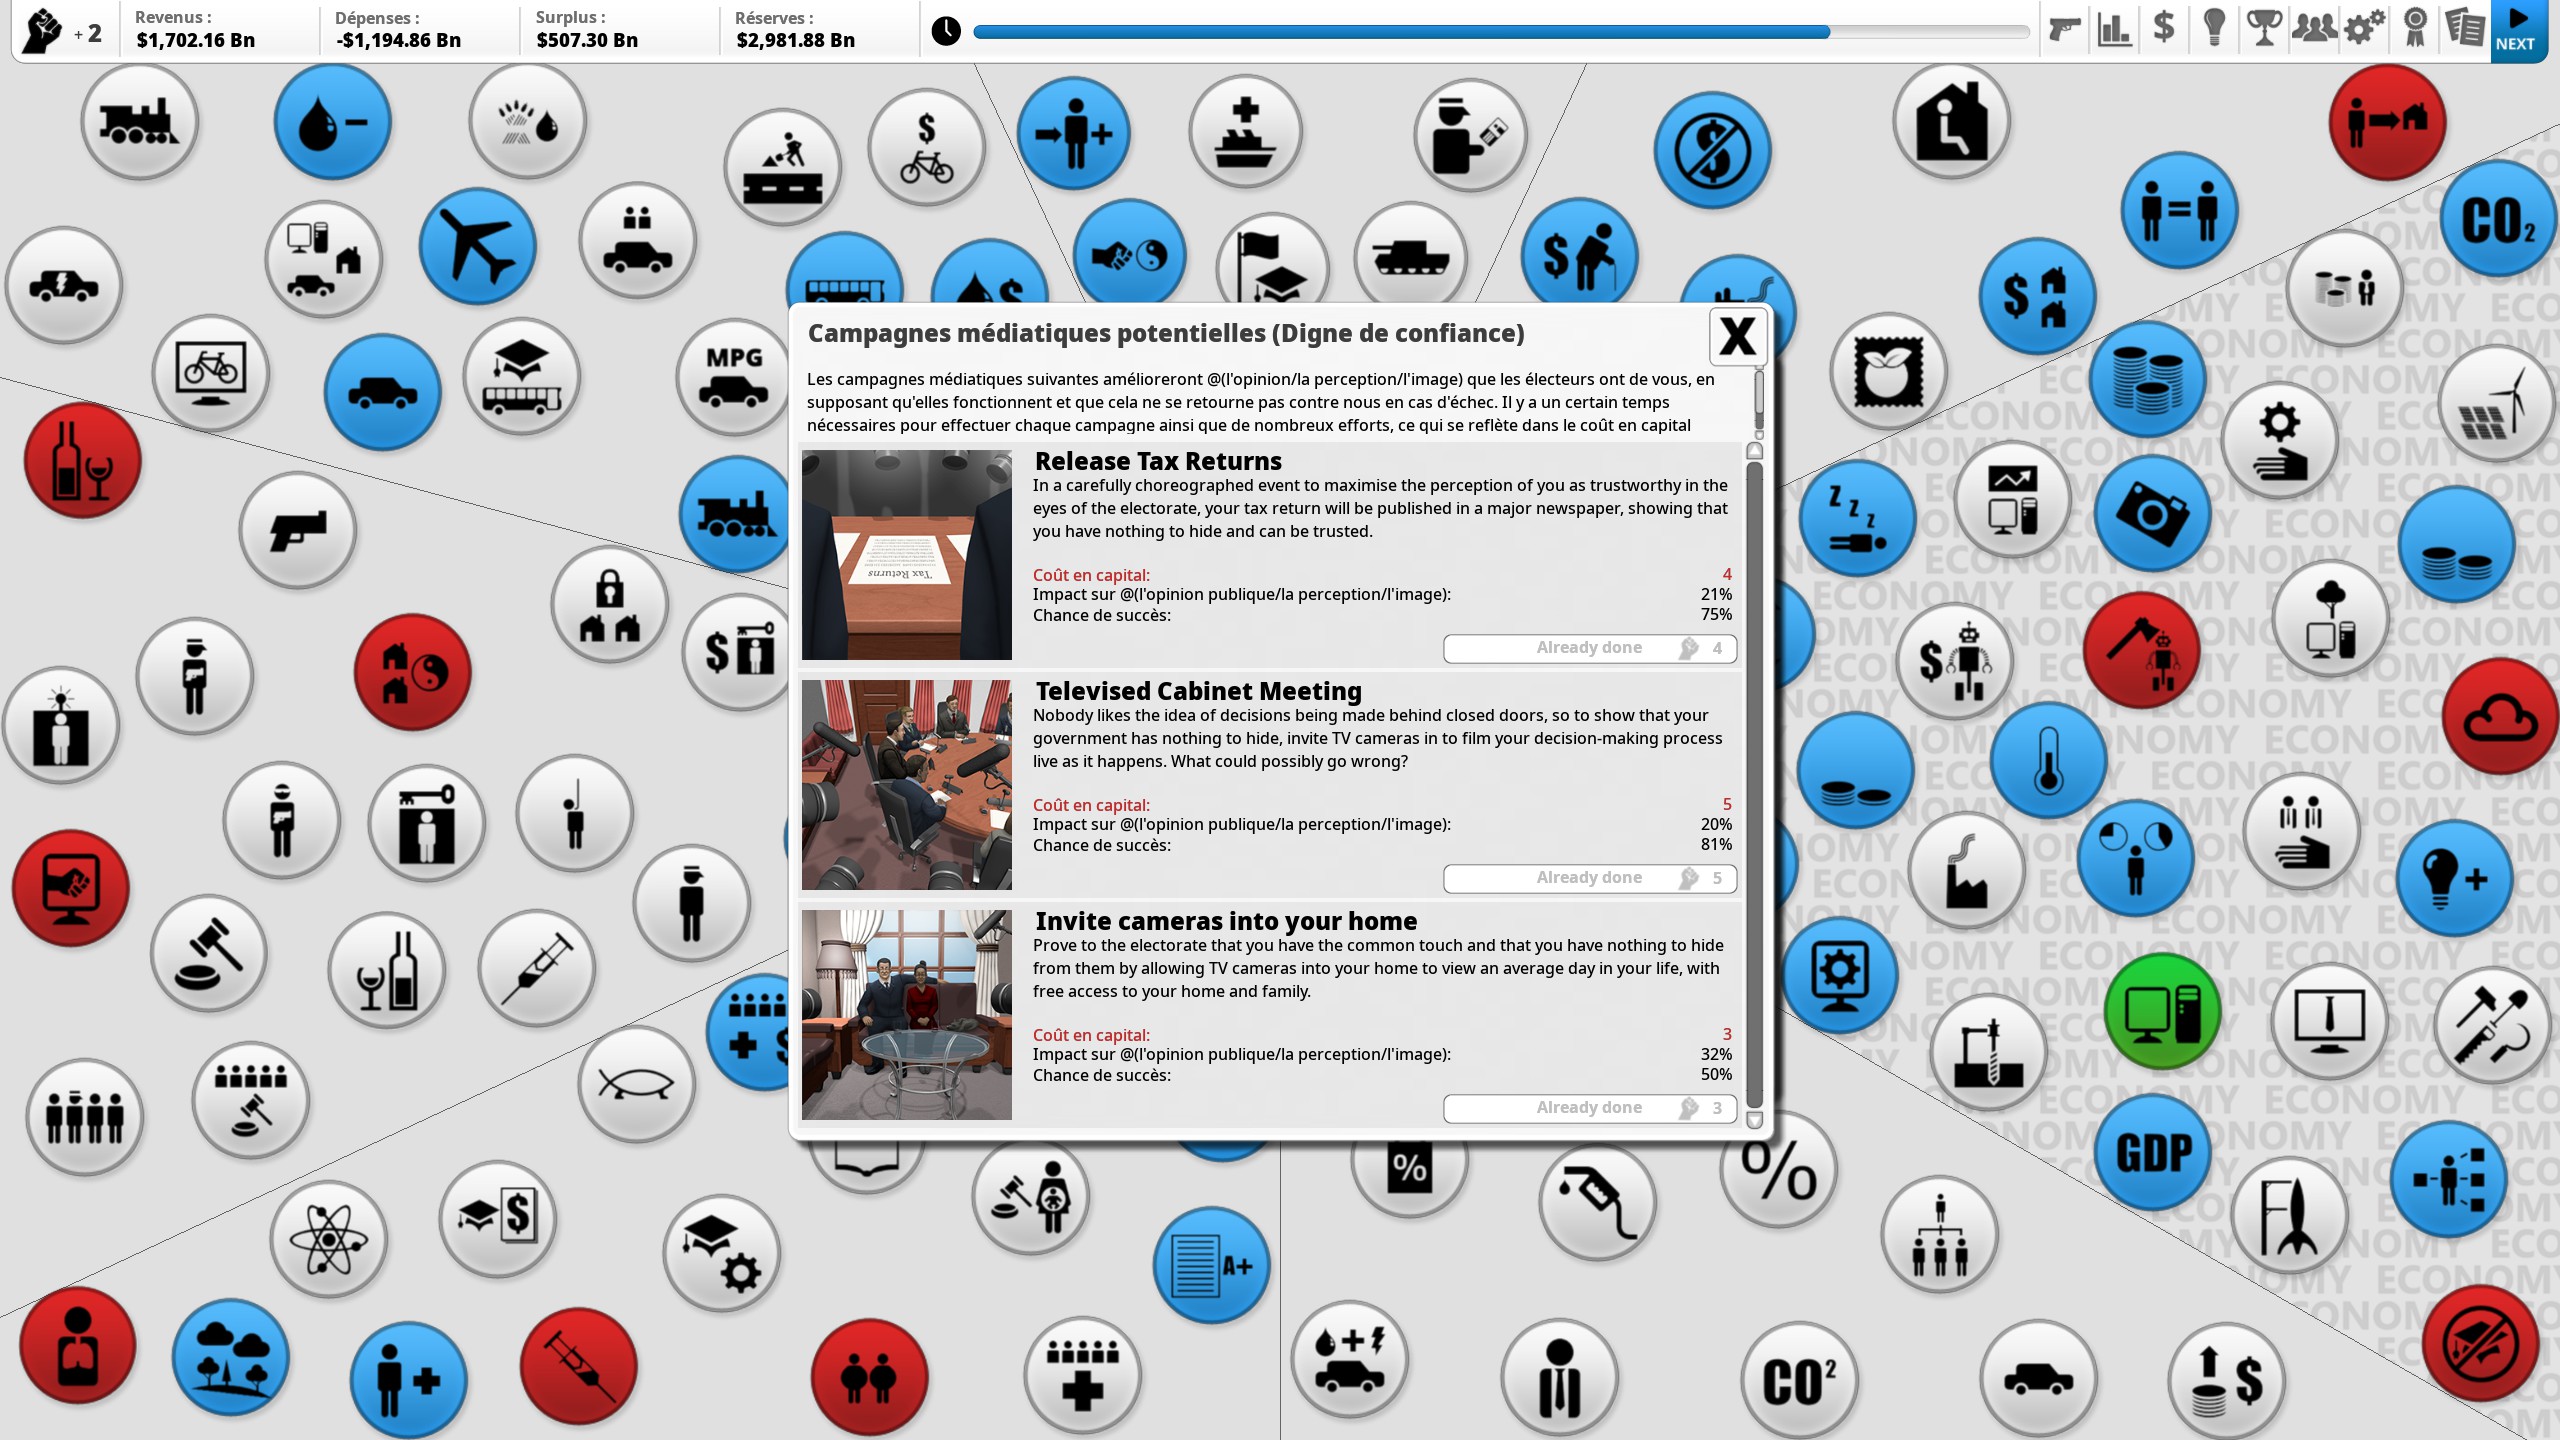 + 2
Revenus :
$1,702.16 Bn
Dépenses :
-$1,194.86 Bn
Surplus :
$507.30 Bn
Réserves :
$2,981.88 Bn
NEXT
Campagnes médiatiques potentielles (Digne de confiance)
X
Les campagnes médiatiques suivantes amélioreront @(l'opinion/la perception/l'image) que les électeurs ont de vous, en
supposant qu'elles fonctionnent et que cela ne se retourne pas contre nous en cas d'échec. Il y a un certain temps
nécessaires pour effectuer chaque campagne ainsi que de nombreux efforts, ce qui se reflète dans le coût en capital
Release Tax Returns
In a carefully choreographed event to maximise the perception of you as trustworthy in the
eyes of the electorate, your tax return will be published in a major newspaper, showing that
you have nothing to hide and can be trusted.
Coût en capital: 4
Impact sur @(l'opinion publique/la perception/l'image): 21%
Chance de succès: 75%
Already done 4
Tax Returns
Televised Cabinet Meeting
Nobody likes the idea of decisions being made behind closed doors, so to show that your
government has nothing to hide, invite TV cameras in to film your decision-making process
live as it happens. What could possibly go wrong?
Coût en capital: 5
Impact sur @(l'opinion publique/la perception/l'image): 20%
Chance de succès: 81%
Already done 5
Invite cameras into your home
Prove to the electorate that you have the common touch and that you have nothing to hide
from them by allowing TV cameras into your home to view an average day in your life, with
free access to your home and family.
Coût en capital: 3
Impact sur @(l'opinion publique/la perception/l'image): 32%
Chance de succès: 50%
Already done 3
MPG
CO2
Z Z Z
ECONOMY ECONOMY ECONOMY
GDP
A+
%
%
CO²